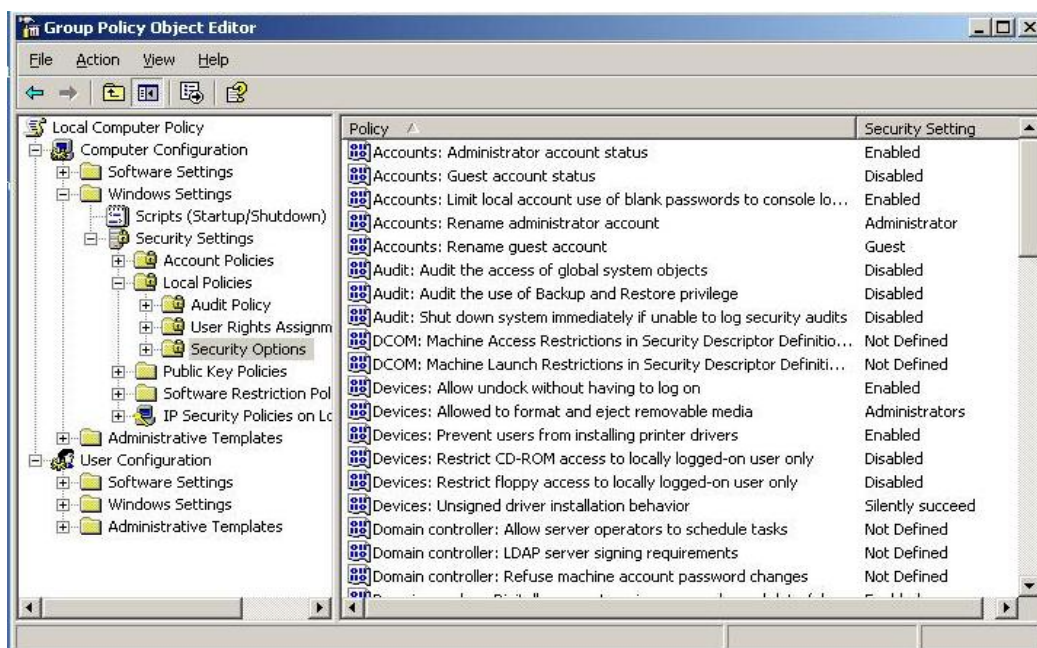 Group Policy Object Editor
File Action View Help
Local Computer Policy
Computer Configuration
Software Settings
Windows Settings
Scripts (Startup/Shutdown)
Security Settings
Account Policies
Local Policies
Audit Policy
User Rights Assignm
Security Options
Public Key Policies
Software Restriction Pol
IP Security Policies on Lo
Administrative Templates
User Configuration
Software Settings
Windows Settings
Administrative Templates
Policy Security Setting
Accounts: Administrator account status Enabled
Accounts: Guest account status Disabled
Accounts: Limit local account use of blank passwords to console lo... Enabled
Accounts: Rename administrator account Administrator
Accounts: Rename guest account Guest
Audit: Audit the access of global system objects Disabled
Audit: Audit the use of Backup and Restore privilege Disabled
Audit: Shut down system immediately if unable to log security audits Disabled
DCOM: Machine Access Restrictions in Security Descriptor Definitio... Not Defined
DCOM: Machine Launch Restrictions in Security Descriptor Definiti... Not Defined
Devices: Allow undock without having to log on Enabled
Devices: Allowed to format and eject removable media Administrators
Devices: Prevent users from installing printer drivers Enabled
Devices: Restrict CD-ROM access to locally logged-on user only Disabled
Devices: Restrict floppy access to locally logged-on user only Disabled
Devices: Unsigned driver installation behavior Silently succeed
Domain controller: Allow server operators to schedule tasks Not Defined
Domain controller: LDAP server signing requirements Not Defined
Domain controller: Refuse machine account password changes Not Defined